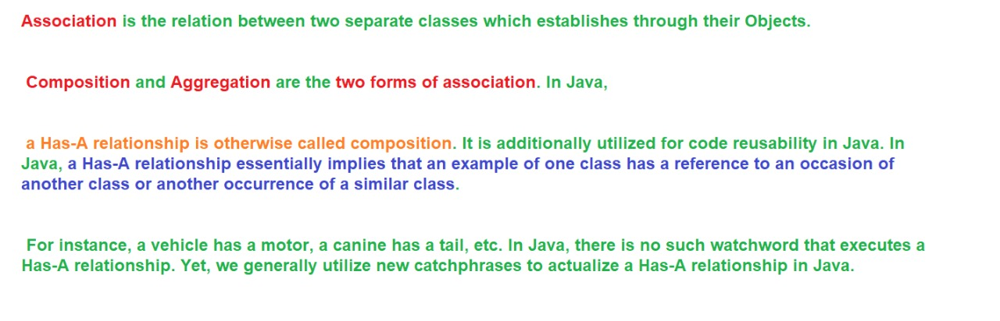 Association is the relation between two separate classes which establishes through their Objects.
Composition and Aggregation are the two forms of association. In Java,
a Has-A relationship is otherwise called composition. It is additionally utilized for code reusability in Java. In
Java, a Has-A relationship essentially implies that an example of one class has a reference to an occasion of
another class or another occurrence of a similar class.
For instance, a vehicle has a motor, a canine has a tail, etc. In Java, there is no such watchword that executes a
Has-A relationship. Yet, we generally utilize new catchphrases to actualize a Has-A relationship in Java.